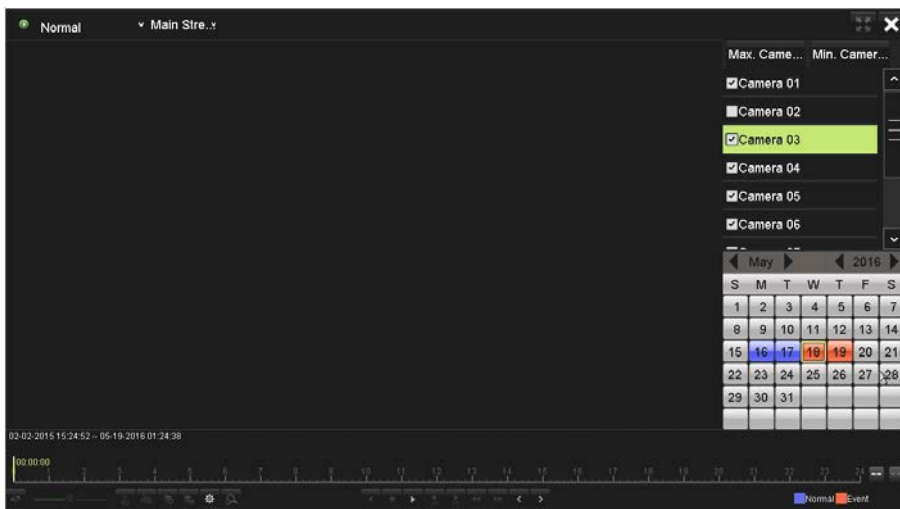 Normal
Main Stre..
Max. Came... Min. Camer...
Camera 01
Camera 02
Camera 03
Camera 04
Camera 05
Camera 06
May 2016
S M T W T F S
1 2 3 4 5 6 7
8 9 10 11 12 13 14
15 16 17 18 19 20 21
22 23 24 25 26 27 28
29 30 31
02-02-2015 15:24:52 -- 05-19-2016 01:24:38
00:00:00
2 3 4 5 6 7 8 9 10 11 12 13 14 15 16 17 18 19 20 21 22 23 24
Normal Event